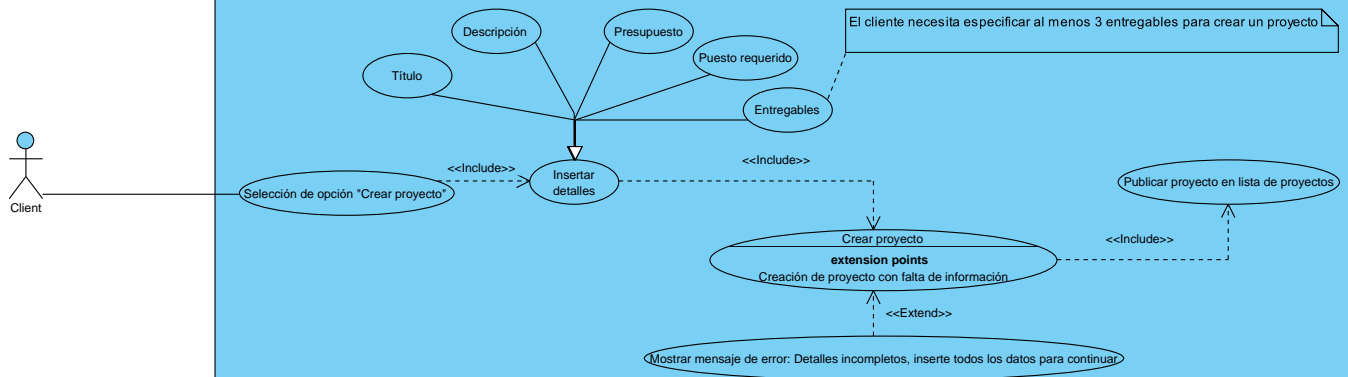 El cliente necesita especificar al menos 3 entregables para crear un proyecto
Descripción
Presupuesto
Puesto requerido
Título
Entregables
<<Include>>
<<Include>>
Insertar
detalles
Selección de opción "Crear proyecto"
Publicar proyecto en lista de proyectos
Client
Crear proyecto
<<Include>>
extension points
Creación de proyecto con falta de información
<<Extend>>
Mostrar mensaje de error: Detalles incompletos, inserte todos los datos para continuar